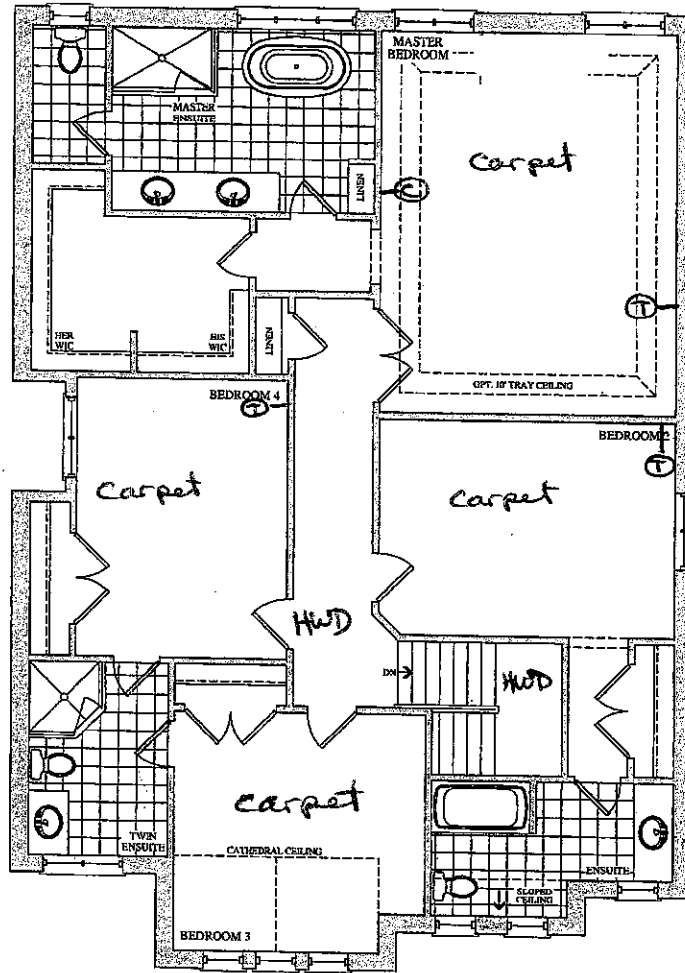 MASTER
BEDROOM
MASTER
ENSUITE
Carpet
LINEN
C
T
HER
WIC
HIS
WIC
LINEN
OPT. 10' TRAY CEILING
BEDROOM 4
T
BEDROOM 2
T
Carpet
Carpet
HWD
DN
HWD
Carpet
TWIN
ENSUITE
CATHEDRAL CEILING
ENSUITE
SLOPED
CEILING
BEDROOM 3